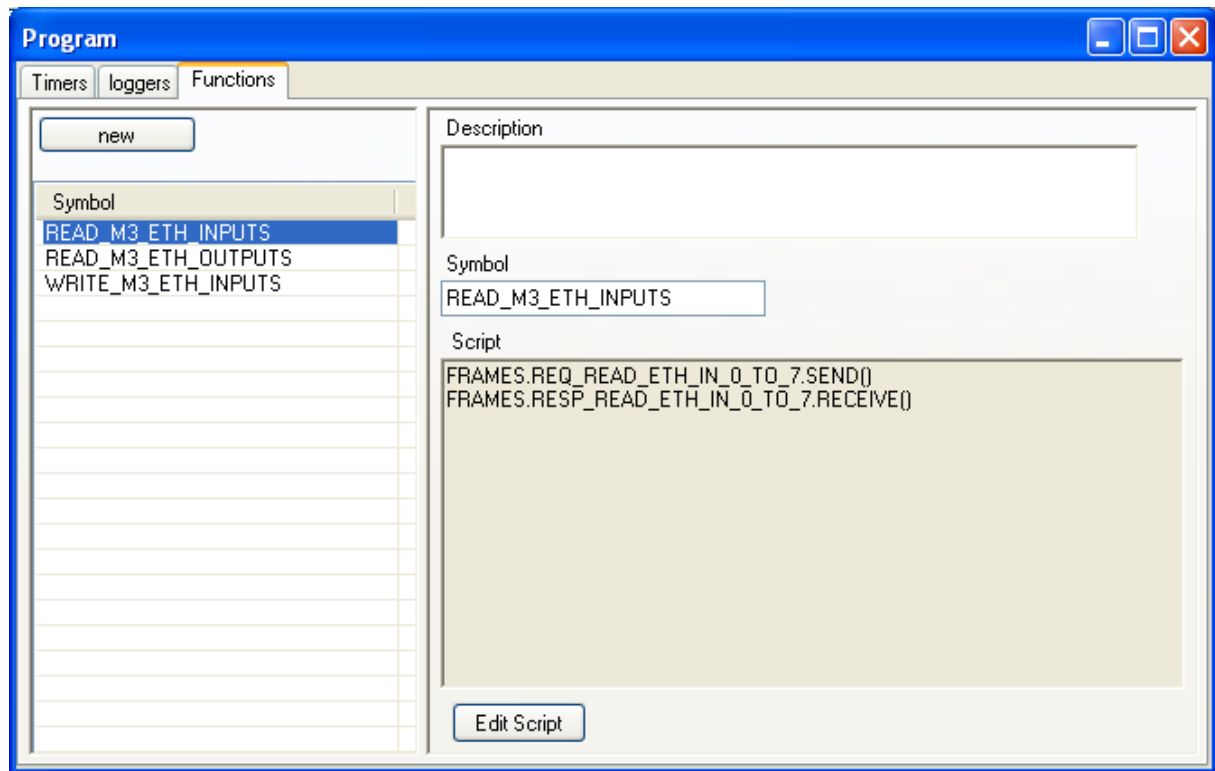 Program
Timers loggers Functions
new
Symbol
READ_M3_ETH_INPUTS
READ_M3_ETH_OUTPUTS
WRITE_M3_ETH_INPUTS
Description
Symbol
READ_M3_ETH_INPUTS
Script
FRAMES.REQ_READ_ETH_IN_0_TO_7.SEND()
FRAMES.RESP_READ_ETH_IN_0_TO_7.RECEIVE()
Edit Script